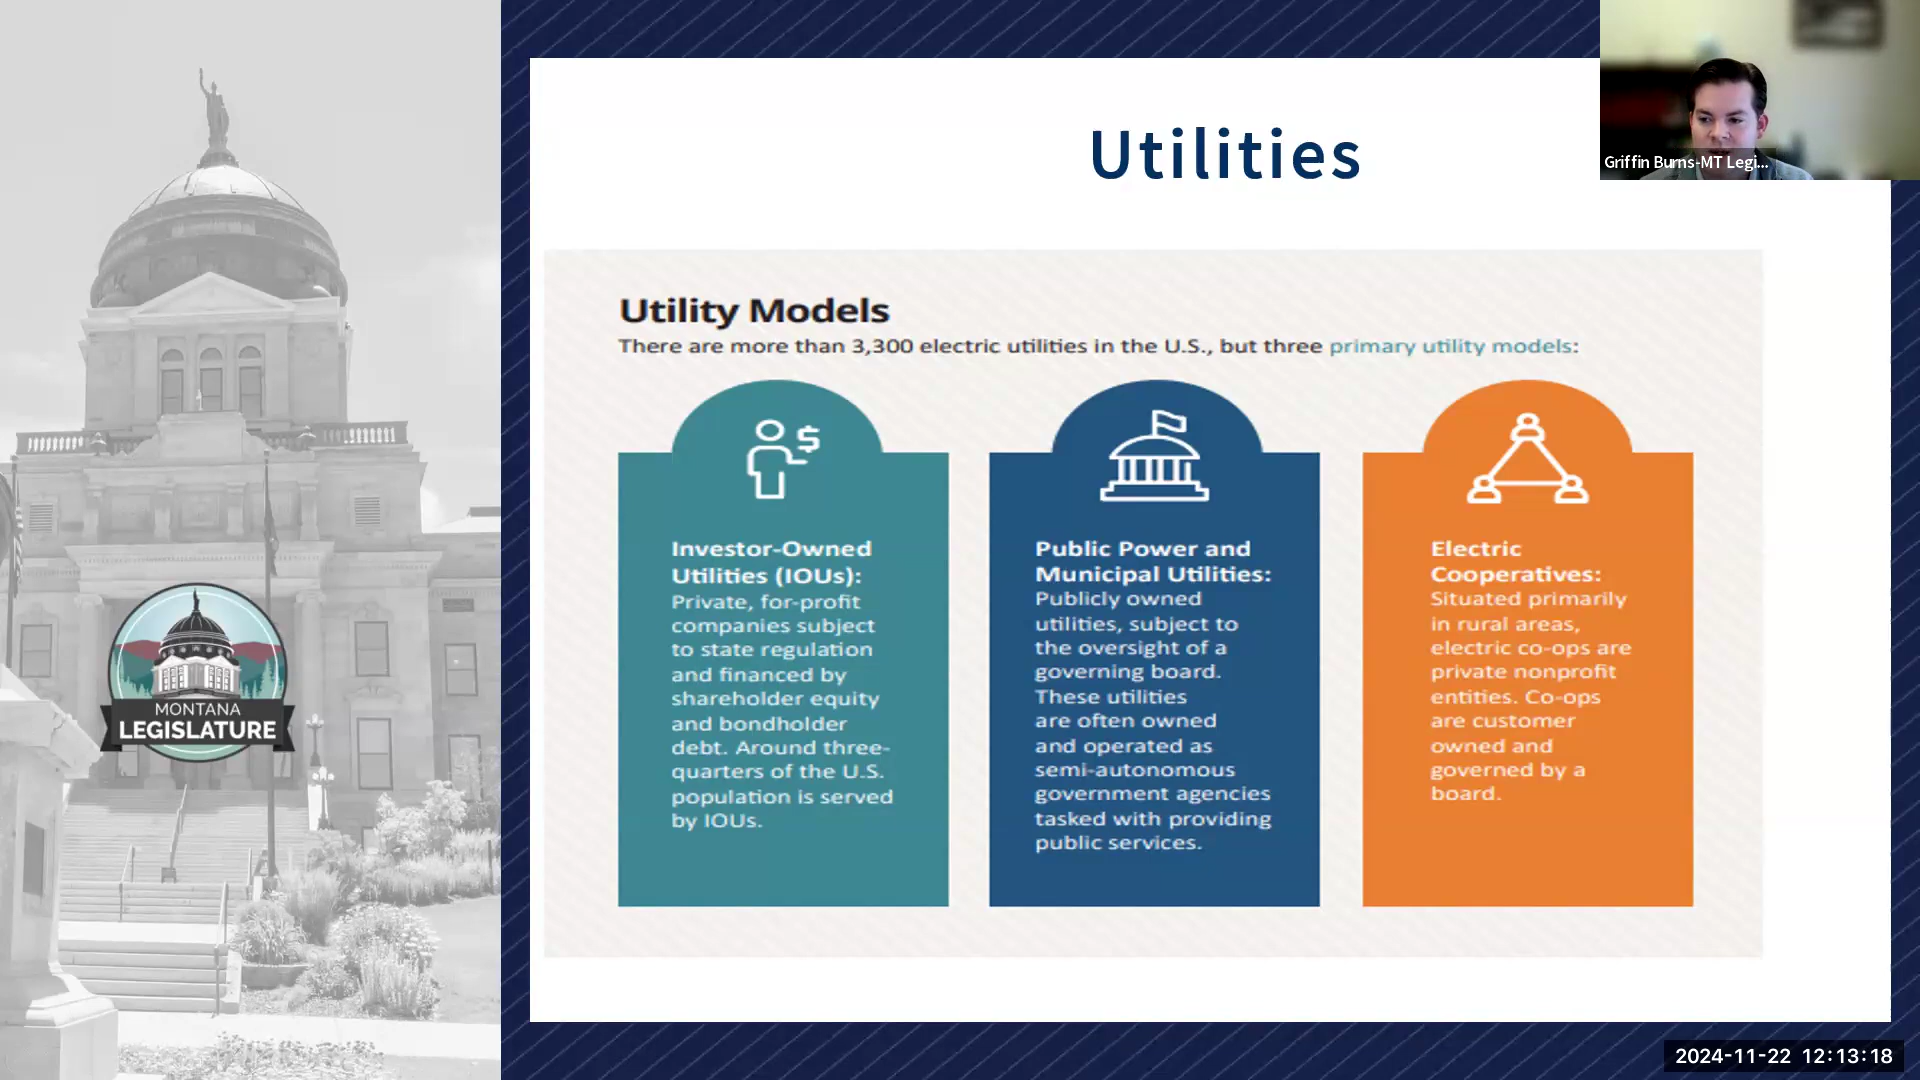 Utilities
Griffin Burns-MT Legi...
Utility Models
There are more than 3,300 electric utilities in the U.S., but three primary utility models:
Investor-Owned
Utilities (IOUs):
Private, for-profit
companies subject
to state regulation
and financed by
shareholder equity
and bondholder
debt. Around three-
quarters of the U.S.
population is served
by IOUs.
Public Power and
Municipal Utilities:
Publicly owned
utilities, subject to
the oversight of a
governing board.
These utilities
are often owned
and operated as
semi-autonomous
government agencies
tasked with providing
public services.
Electric
Cooperatives:
Situated primarily
in rural areas,
electric co-ops are
private nonprofit
entities. Co-ops
are customer
owned and
governed by a
board.
MONTANA
LEGISLATURE
2024-11-22 12:13:18